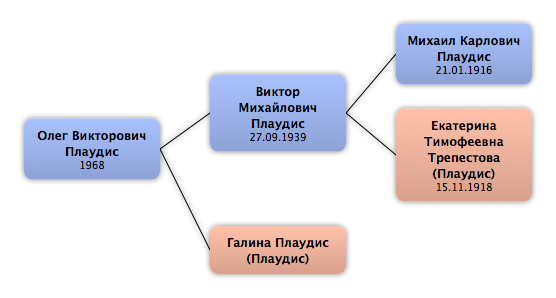 Михаил Карлович
Плаудис
21.01.1916
Виктор
Михайлович
Плаудис
27.09.1939
Екатерина
Тимофеевна
Трепестова
(Плаудис)
15.11.1918
Олег Викторович
Плаудис
1968
Галина Плаудис
(Плаудис)